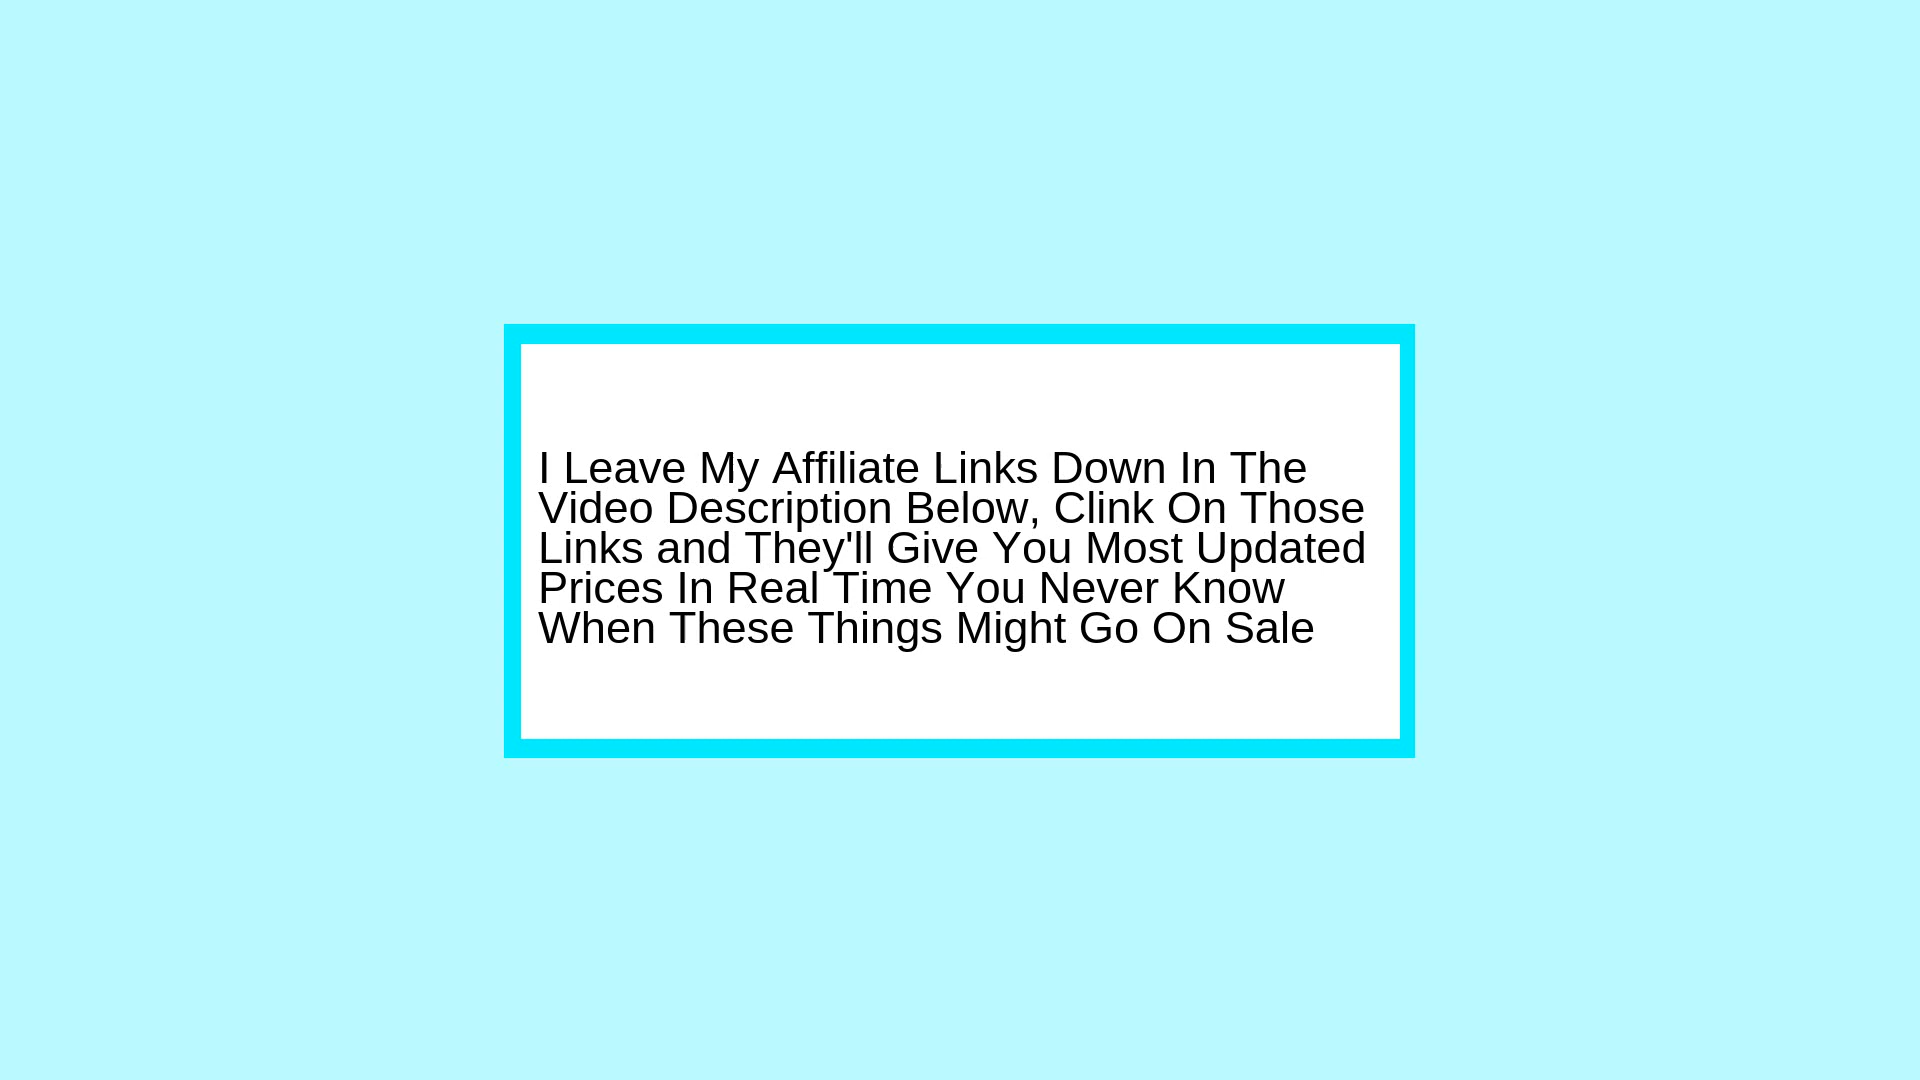 I Leave My Affiliate Links Down In The
Video Description Below, Clink On Those
Links and They'll Give You Most Updated
Prices In Real Time You Never Know
When These Things Might Go On Sale